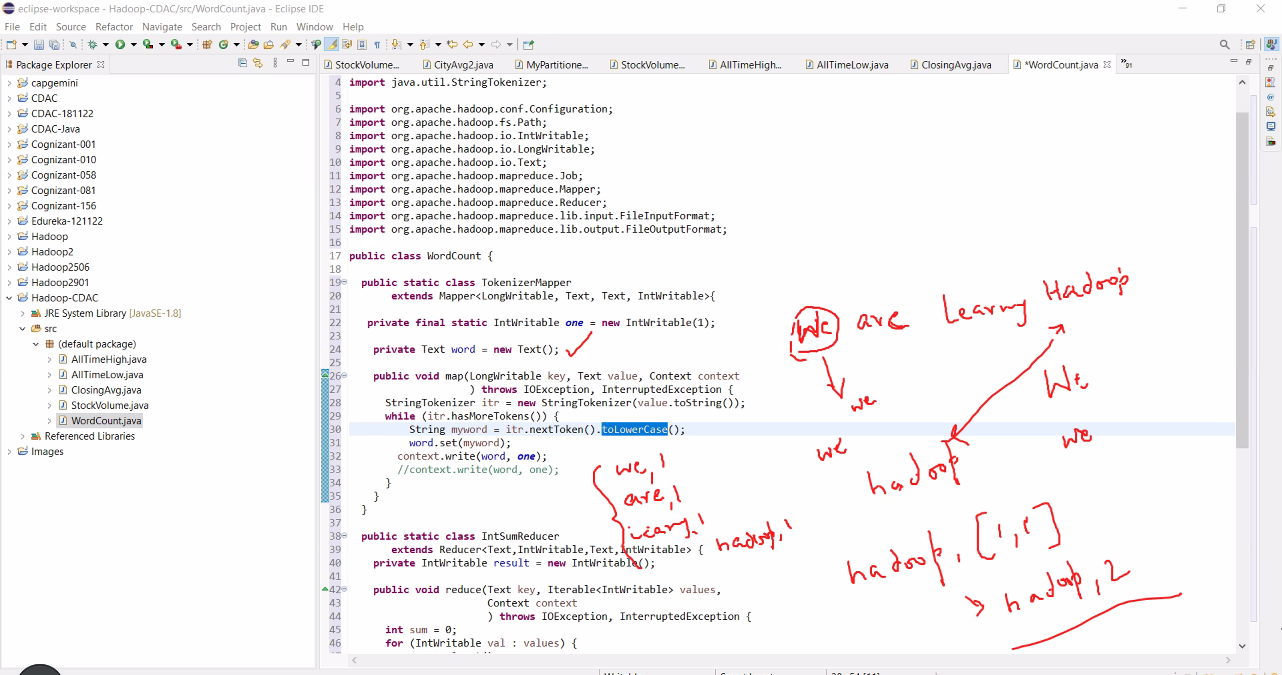 eclipse-workspace - Hadoop-CDAC/src/WordCount.java - Eclipse IDE
File Edit Source Refactor Navigate Search Project Run Window Help
Package Explorer
StockVolume... CityAvg2.java MyPartitione... StockVolume... AllTimeHigh... AllTimeLow.java ClosingAvg.java *WordCount.java »91
capgemini
CDAC
CDAC-181122
CDAC-Java
Cognizant-001
Cognizant-010
Cognizant-058
Cognizant-081
Cognizant-156
Edureka-121122
Hadoop
Hadoop2
Hadoop2506
Hadoop2901
Hadoop-CDAC
JRE System Library [JavaSE-1.8]
src
(default package)
AllTimeHigh.java
AllTimeLow.java
ClosingAvg.java
StockVolume.java
WordCount.java
Referenced Libraries
Images
4 import java.util.StringTokenizer;
5
6 import org.apache.hadoop.conf.Configuration;
7 import org.apache.hadoop.fs.Path;
8 import org.apache.hadoop.io.IntWritable;
9 import org.apache.hadoop.io.LongWritable;
10 import org.apache.hadoop.io.Text;
11 import org.apache.hadoop.mapreduce.Job;
12 import org.apache.hadoop.mapreduce.Mapper;
13 import org.apache.hadoop.mapreduce.Reducer;
14 import org.apache.hadoop.mapreduce.lib.input.FileInputFormat;
15 import org.apache.hadoop.mapreduce.lib.output.FileOutputFormat;
16
17 public class WordCount {
18
19 public static class TokenizerMapper
20 extends Mapper<LongWritable, Text, Text, IntWritable>{
21
22 private final static IntWritable one = new IntWritable(1);
23
24 private Text word = new Text();
25
26 public void map(LongWritable key, Text value, Context context
27 ) throws IOException, InterruptedException {
28 StringTokenizer itr = new StringTokenizer(value.toString());
29 while (itr.hasMoreTokens()) {
30 String myword = itr.nextToken().toLowerCase();
31 word.set(myword);
32 context.write(word, one);
33 //context.write(word, one);
34 }
35 }
36 }
37
38 public static class IntSumReducer
39 extends Reducer<Text,IntWritable,Text,IntWritable> {
40 private IntWritable result = new IntWritable();
41
42 public void reduce(Text key, Iterable<IntWritable> values,
43 Context context
44 ) throws IOException, InterruptedException {
45 int sum = 0;
46 for (IntWritable val : values) {
We are Learng Hadoop
we
We
we
we
hadoop
we,1
are,1
hadoop,1
hadoop, [1,1]
hadoop,2